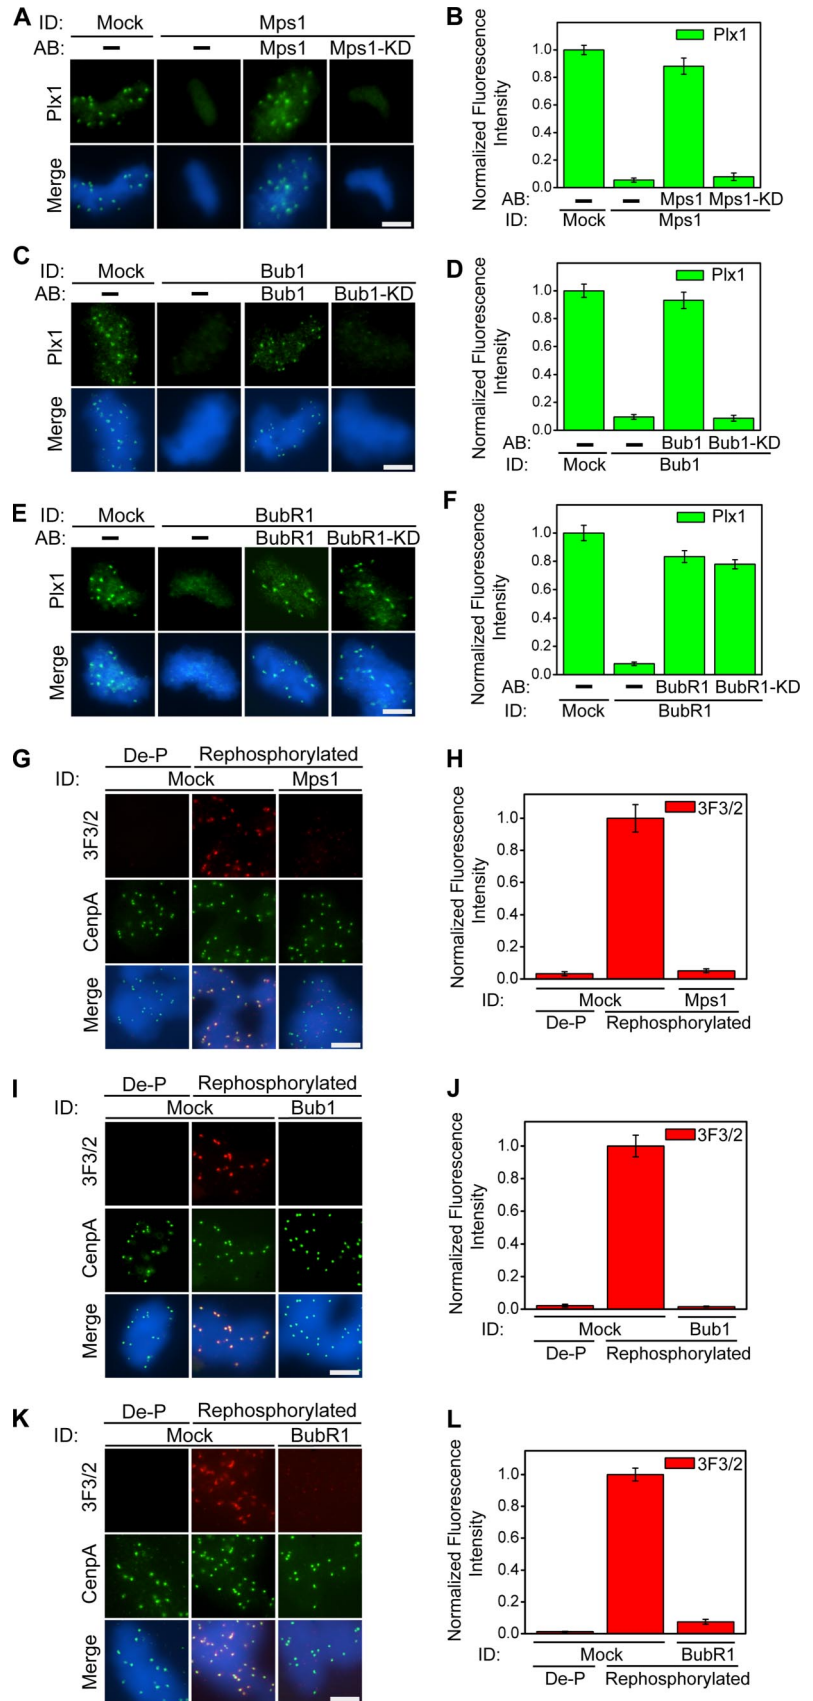 A
ID: Mock Mps1
AB: – – Mps1 Mps1-KD
Plx1
Merge
B
Normalized Fluorescence
Intensity
Plx1
1.0
0.8
0.6
0.4
0.2
0.0
AB: – – Mps1 Mps1-KD
ID: Mock Mps1
C
ID: Mock Bub1
AB: – – Bub1 Bub1-KD
Plx1
Merge
D
Normalized Fluorescence
Intensity
Plx1
1.0
0.8
0.6
0.4
0.2
0.0
AB: – – Bub1 Bub1-KD
ID: Mock Bub1
E
ID: Mock BubR1
AB: – – BubR1 BubR1-KD
Plx1
Merge
F
Normalized Fluorescence
Intensity
Plx1
1.0
0.8
0.6
0.4
0.2
0.0
AB: – – BubR1 BubR1-KD
ID: Mock BubR1
G
De-P Rephosphorylated
ID: Mock Mps1
3F3/2
CenpA
Merge
H
Normalized Fluorescence
Intensity
3F3/2
1.0
0.8
0.6
0.4
0.2
0.0
ID: Mock Mps1
De-P Rephosphorylated
I
De-P Rephosphorylated
ID: Mock Bub1
3F3/2
CenpA
Merge
J
Normalized Fluorescence
Intensity
3F3/2
1.0
0.8
0.6
0.4
0.2
0.0
ID: Mock Bub1
De-P Rephosphorylated
K
De-P Rephosphorylated
ID: Mock BubR1
3F3/2
CenpA
Merge
L
Normalized Fluorescence
Intensity
3F3/2
1.0
0.8
0.6
0.4
0.2
0.0
ID: Mock BubR1
De-P Rephosphorylated